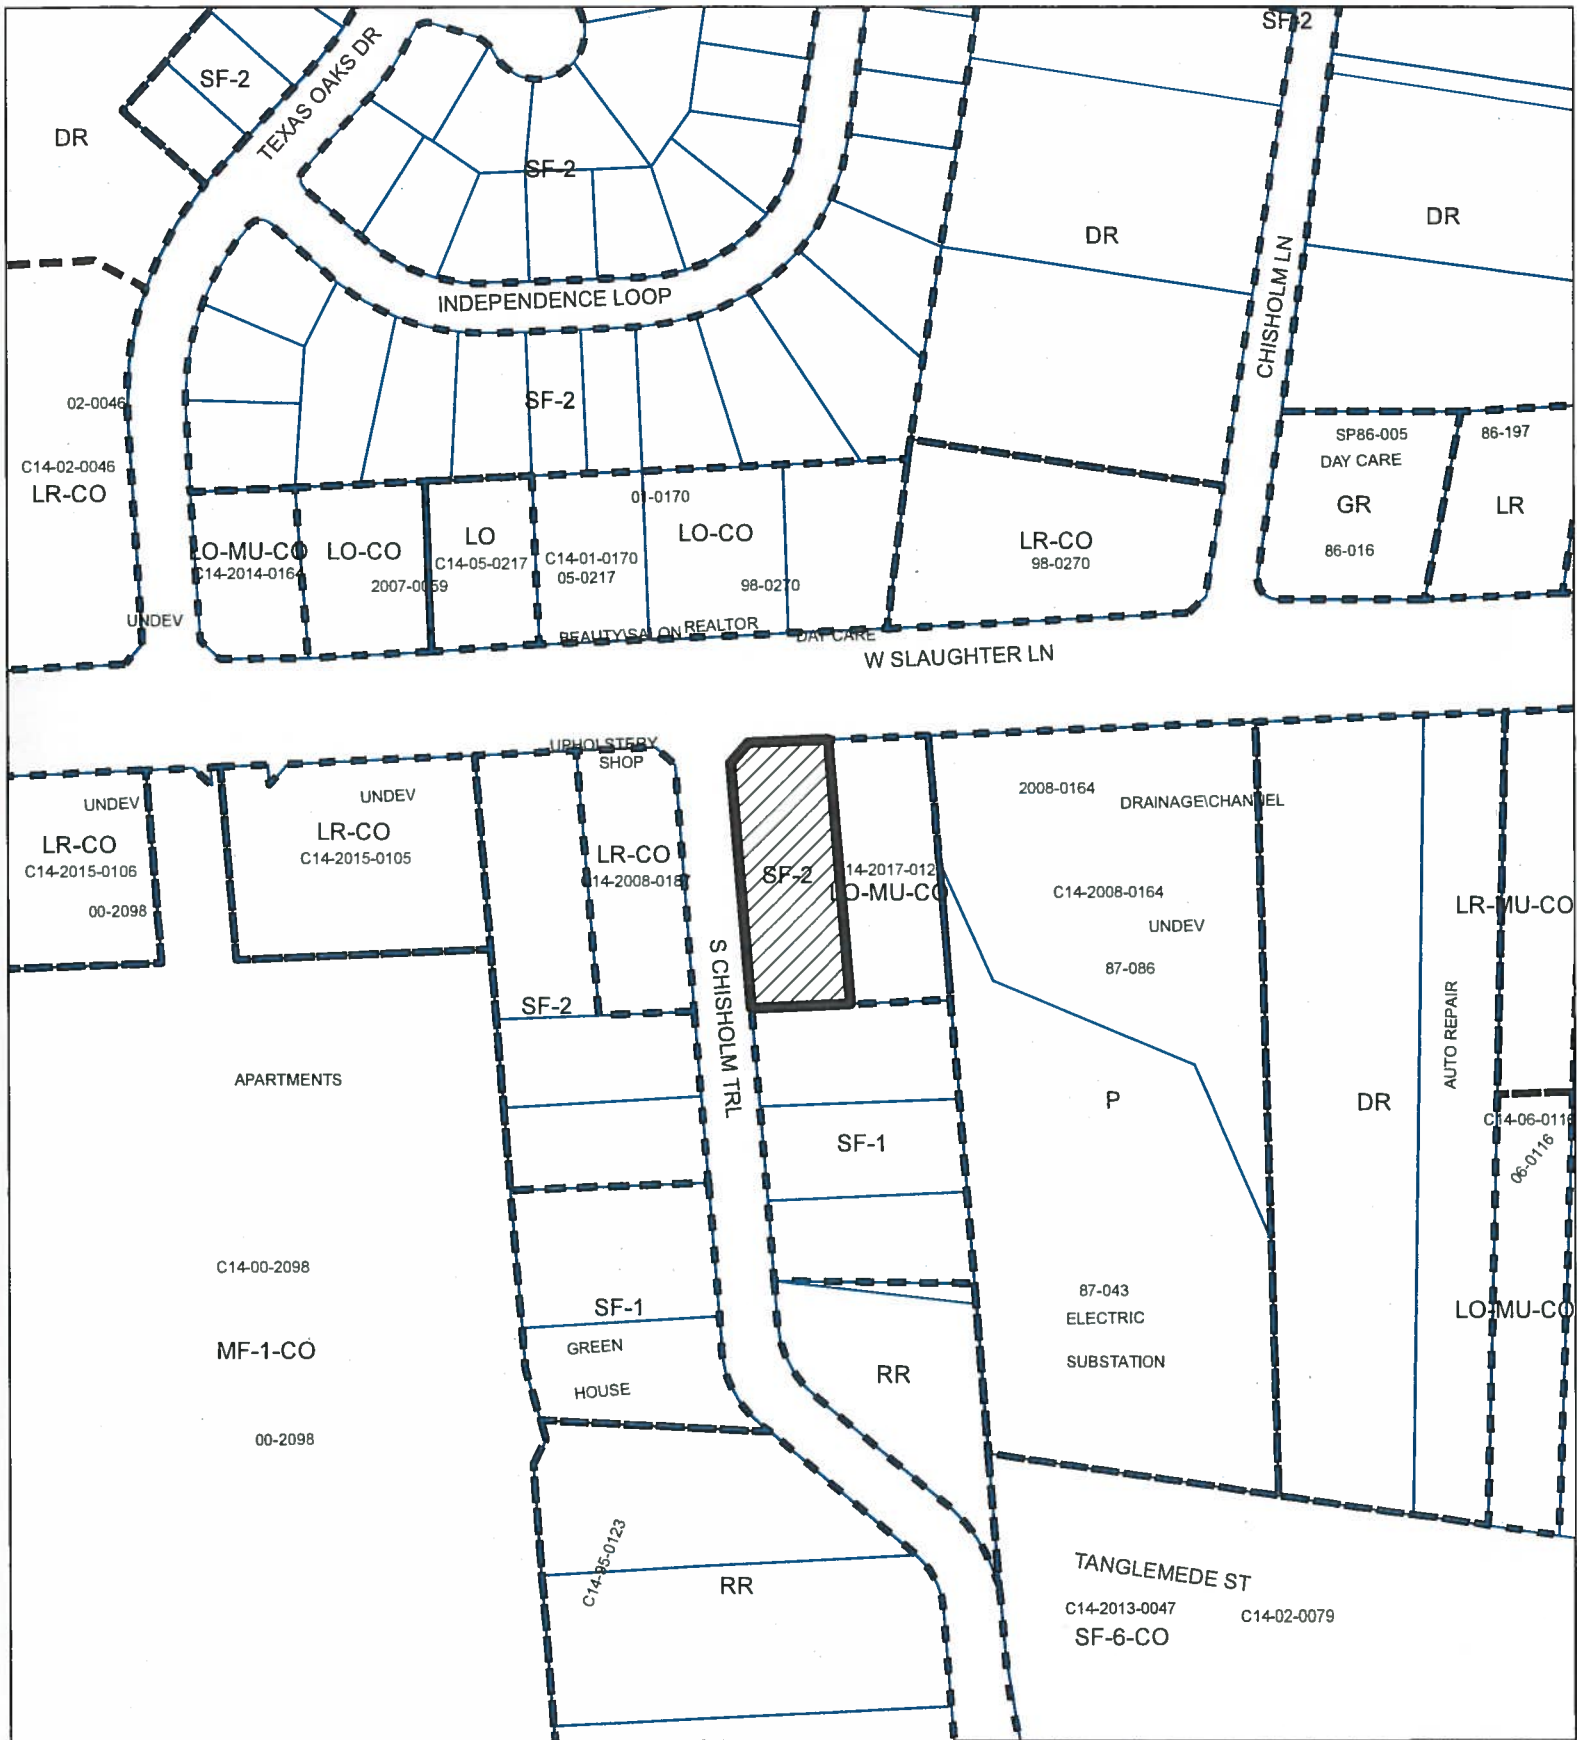 SF-2
SF-2
TEXAS OAKS DR
DR
SF-2
DR
DR
CHISHOLM LN
INDEPENDENCE LOOP
02-0046
SF-2
SP86-005
86-197
DAY CARE
C14-02-0046
LR-CO
01-0170
GR
LR
LO-MU-CO
C14-2014-0164
LO-CO
2007-0059
LO
C14-05-0217
C14-01-0170
05-0217
LO-CO
98-0270
LR-CO
98-0270
86-016
UNDEV
BEAUTY\SALON
REALTOR
DAY CARE
W SLAUGHTER LN
UPHOLSTERY
SHOP
UNDEV
LR-CO
C14-2015-0106
00-2098
UNDEV
LR-CO
C14-2015-0105
LR-CO
14-2008-018
SF-2
14-2017-012
LO-MU-CO
2008-0164
DRAINAGE\CHANNEL
C14-2008-0164
UNDEV
87-086
LR-MU-CO
S CHISHOLM TRL
SF-2
AUTO REPAIR
APARTMENTS
P
DR
C14-06-0116
06-0116
SF-1
C14-00-2098
SF-1
87-043
ELECTRIC
SUBSTATION
LO-MU-CO
MF-1-CO
GREEN
HOUSE
RR
00-2098
C14-95-0123
RR
TANGLEMEDE ST
C14-2013-0047
C14-02-0079
SF-6-CO